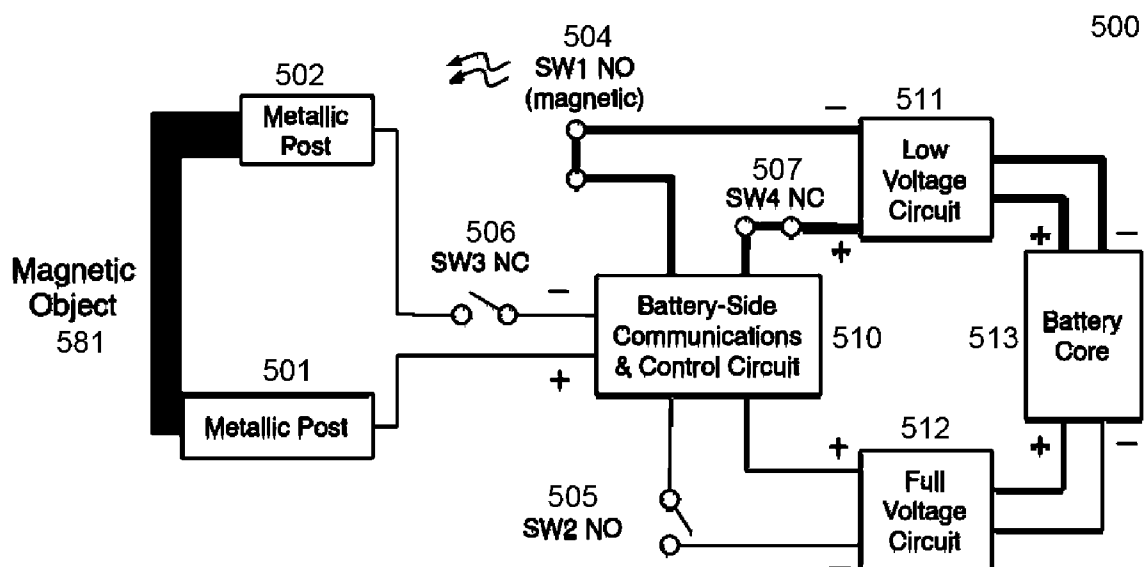 500
504
SW1 NO
(magnetic)
502
Metallic
Post
−
511
Low
Voltage
Circuit
507
SW4 NC
+
+
−
506
SW3 NC
−
Magnetic
Object
581
Battery-Side
Communications
& Control Circuit
510
513
Battery
Core
501
Metallic Post
+
+
512
Full
Voltage
Circuit
+
−
505
SW2 NO
−